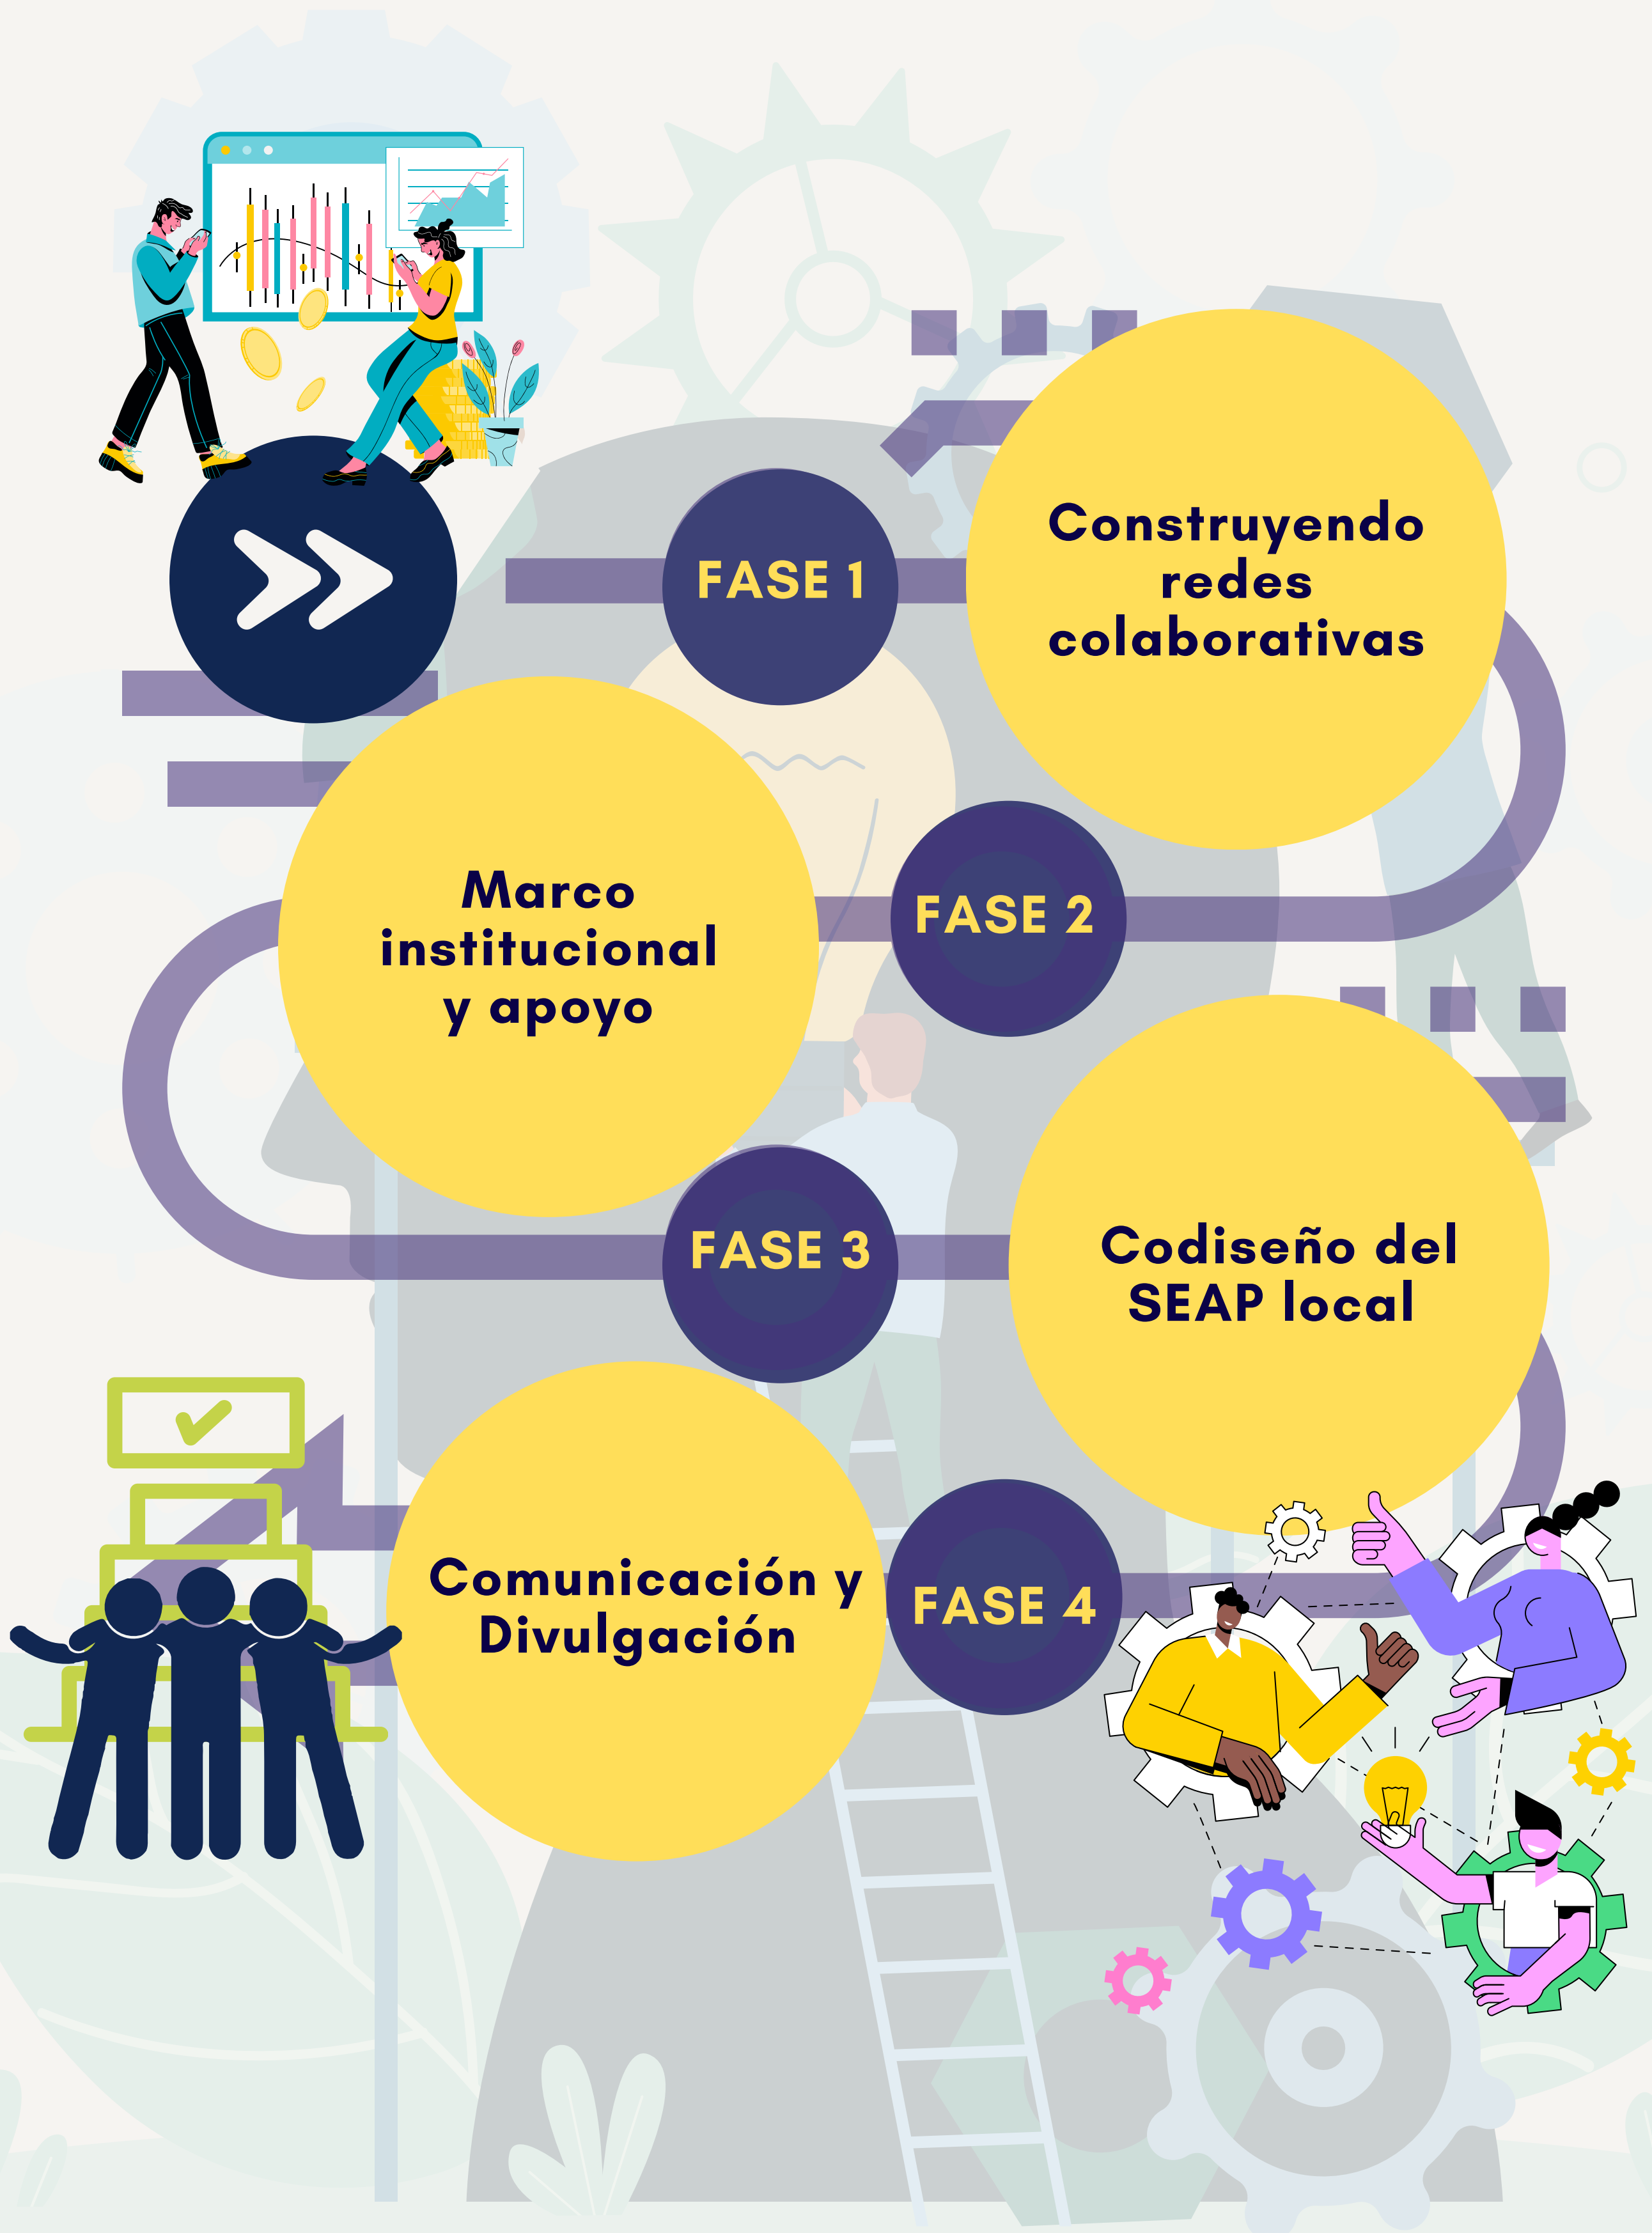 FASE 1
Construyendo
redes
colaborativas
FASE 2
Marco
institucional
y apoyo
FASE 3
Codiseño del
SEAP local
FASE 4
Comunicación y
Divulgación